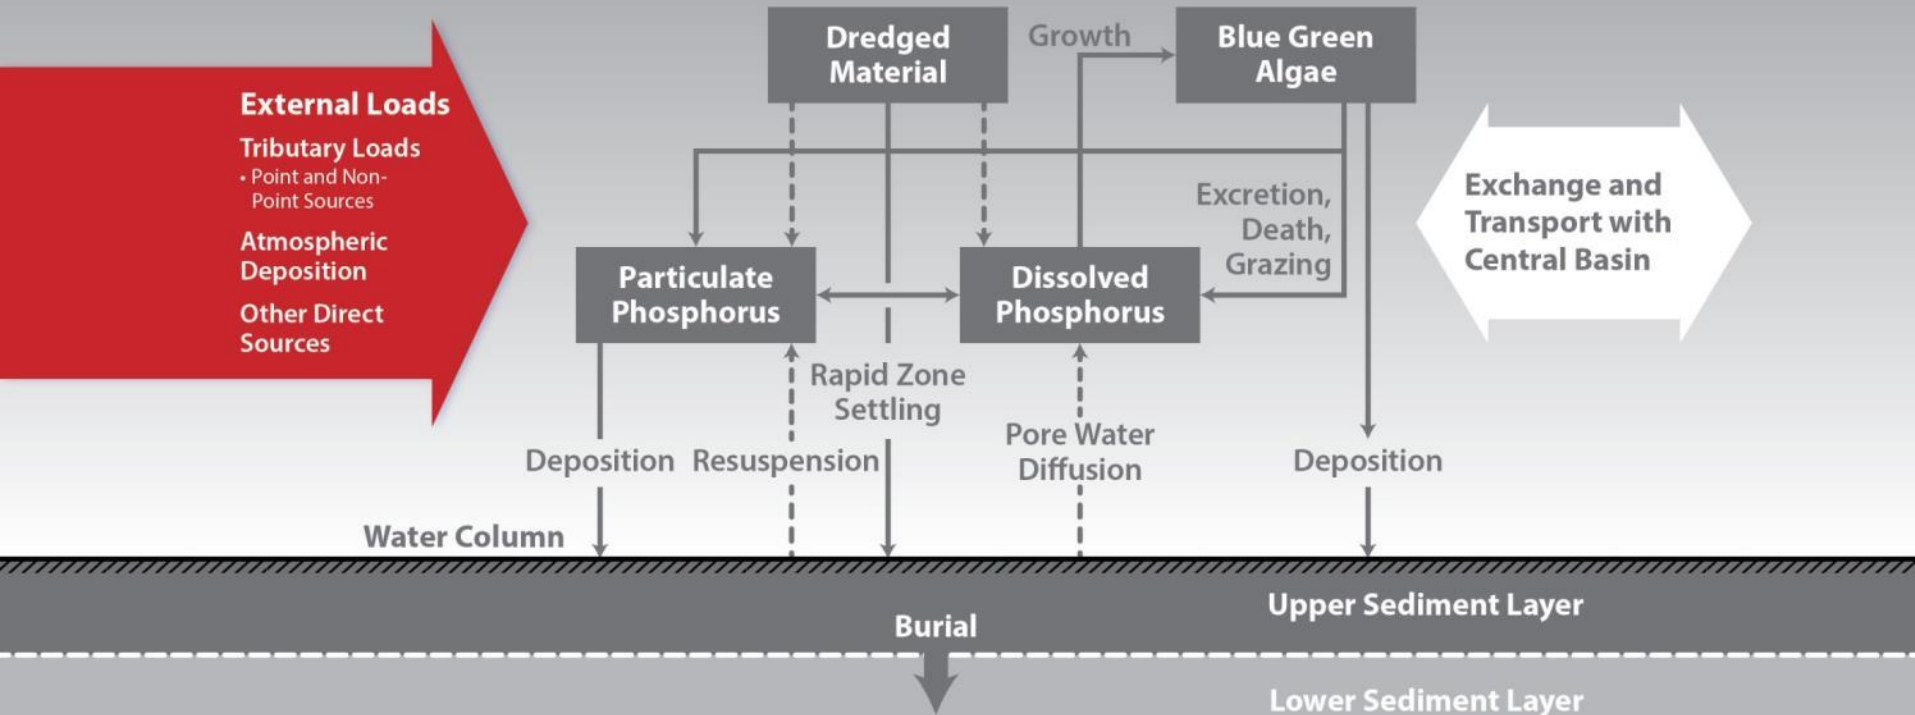 External Loads
Tributary Loads
• Point and Non-
Point Sources
Atmospheric
Deposition
Other Direct
Sources
Dredged
Material
Growth
Blue Green
Algae
Excretion,
Death,
Grazing
Particulate
Phosphorus
Dissolved
Phosphorus
Exchange and
Transport with
Central Basin
Rapid Zone
Settling
Deposition
Resuspension
Pore Water
Diffusion
Deposition
Water Column
Upper Sediment Layer
Burial
Lower Sediment Layer